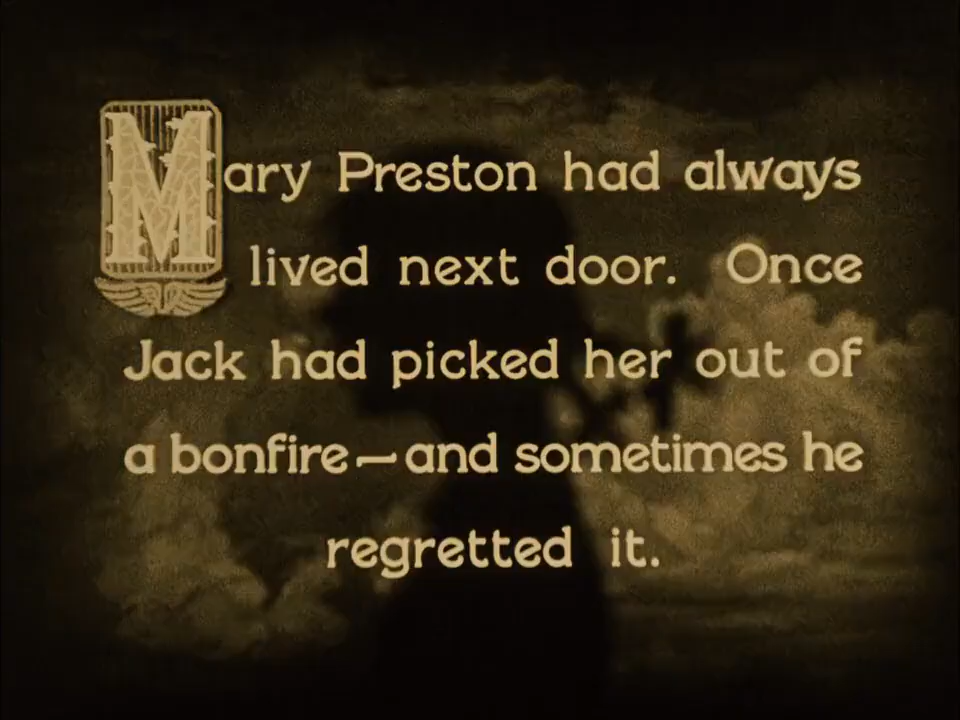 Mary Preston had always
lived next door. Once
Jack had picked her out of
a bonfire—and sometimes he
regretted it.